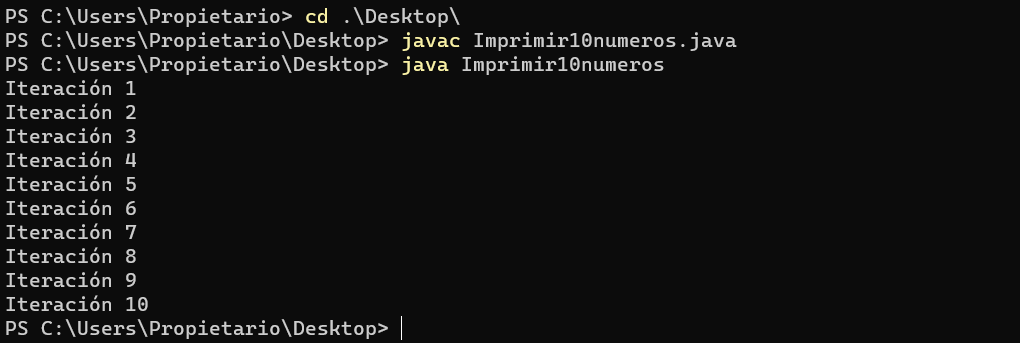 PS C:\Users\Propietario> cd .\Desktop\
PS C:\Users\Propietario\Desktop> javac Imprimir10numeros.java
PS C:\Users\Propietario\Desktop> java Imprimir10numeros
Iteración 1
Iteración 2
Iteración 3
Iteración 4
Iteración 5
Iteración 6
Iteración 7
Iteración 8
Iteración 9
Iteración 10
PS C:\Users\Propietario\Desktop>